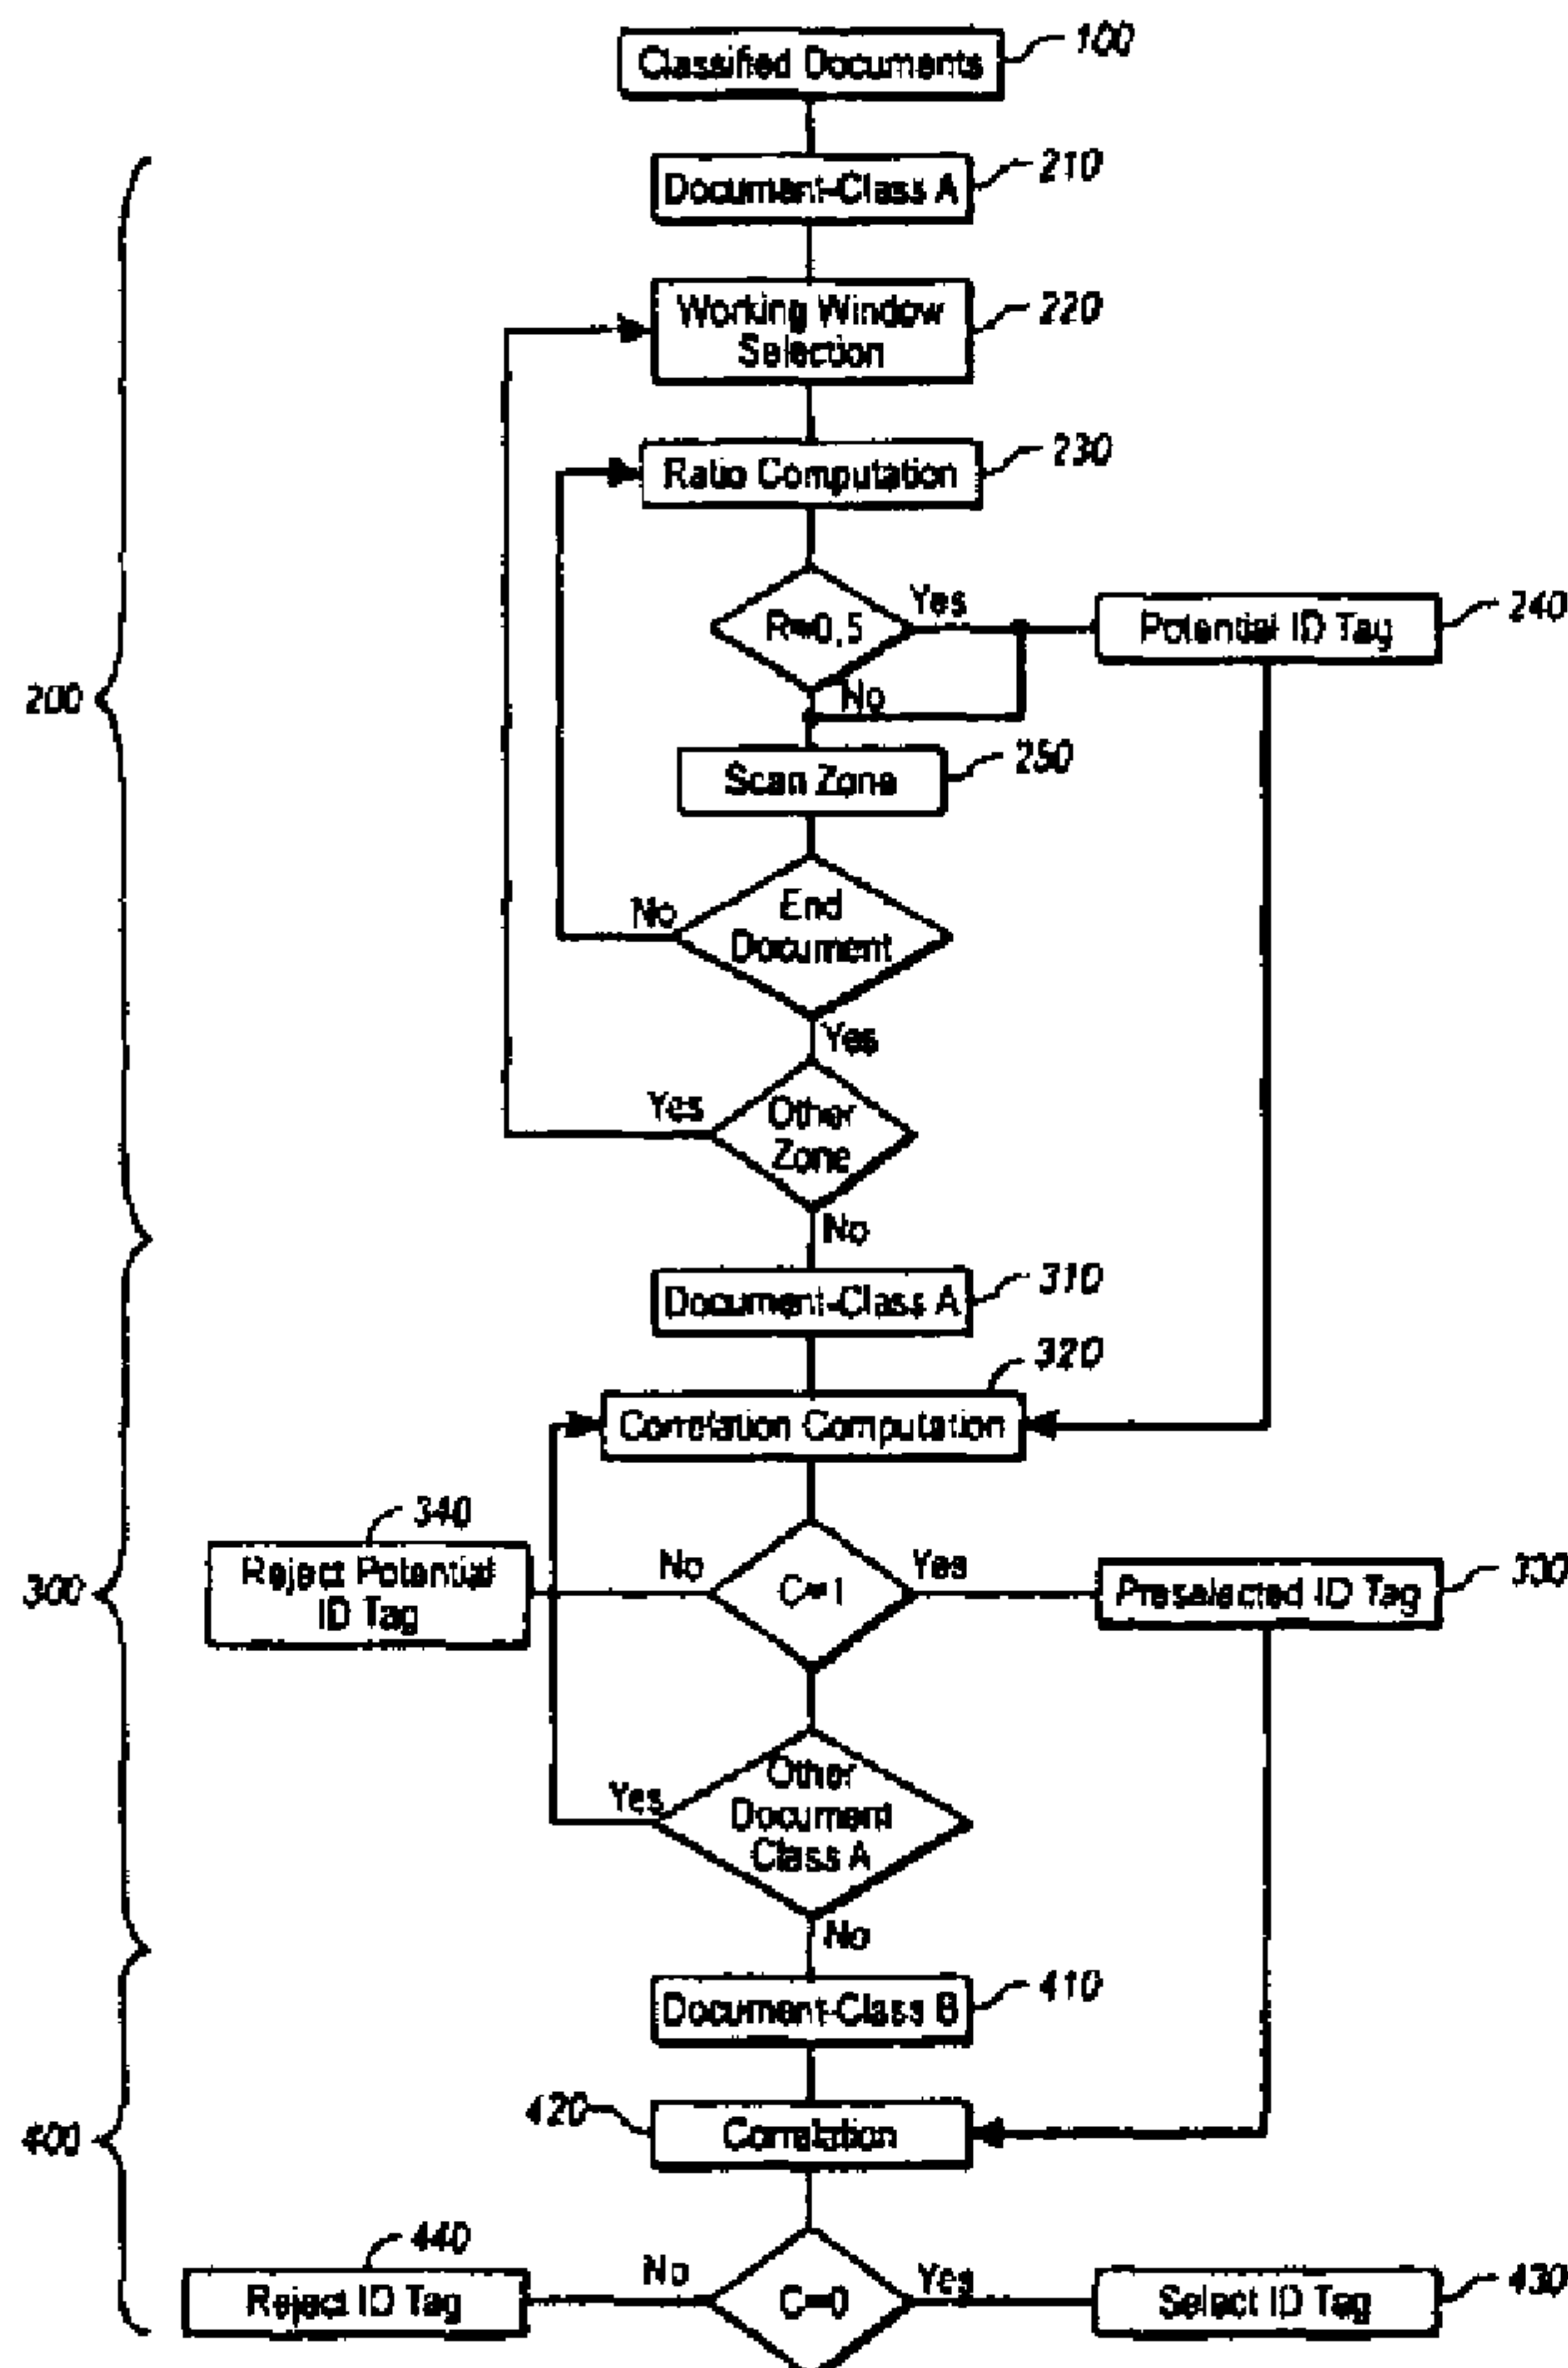 Classified Documents
100
Document-Class A
210
Working Window
Selection
220
Ratio Computation
230
R=0,5
Yes
No
Potential ID Tag
240
200
Scan Zone
250
End
Document
No
Yes
Other
Zone
Yes
No
Document-Class A
310
320
Correlation Computation
340
Reject Potential
ID Tag
300
No
C=1
Yes
Preselected ID Tag
330
Other
Document
Class A
Yes
No
Document-Class B
410
420
Correlation
400
440
Reject ID Tag
No
C=0
Yes
Select ID Tag
430